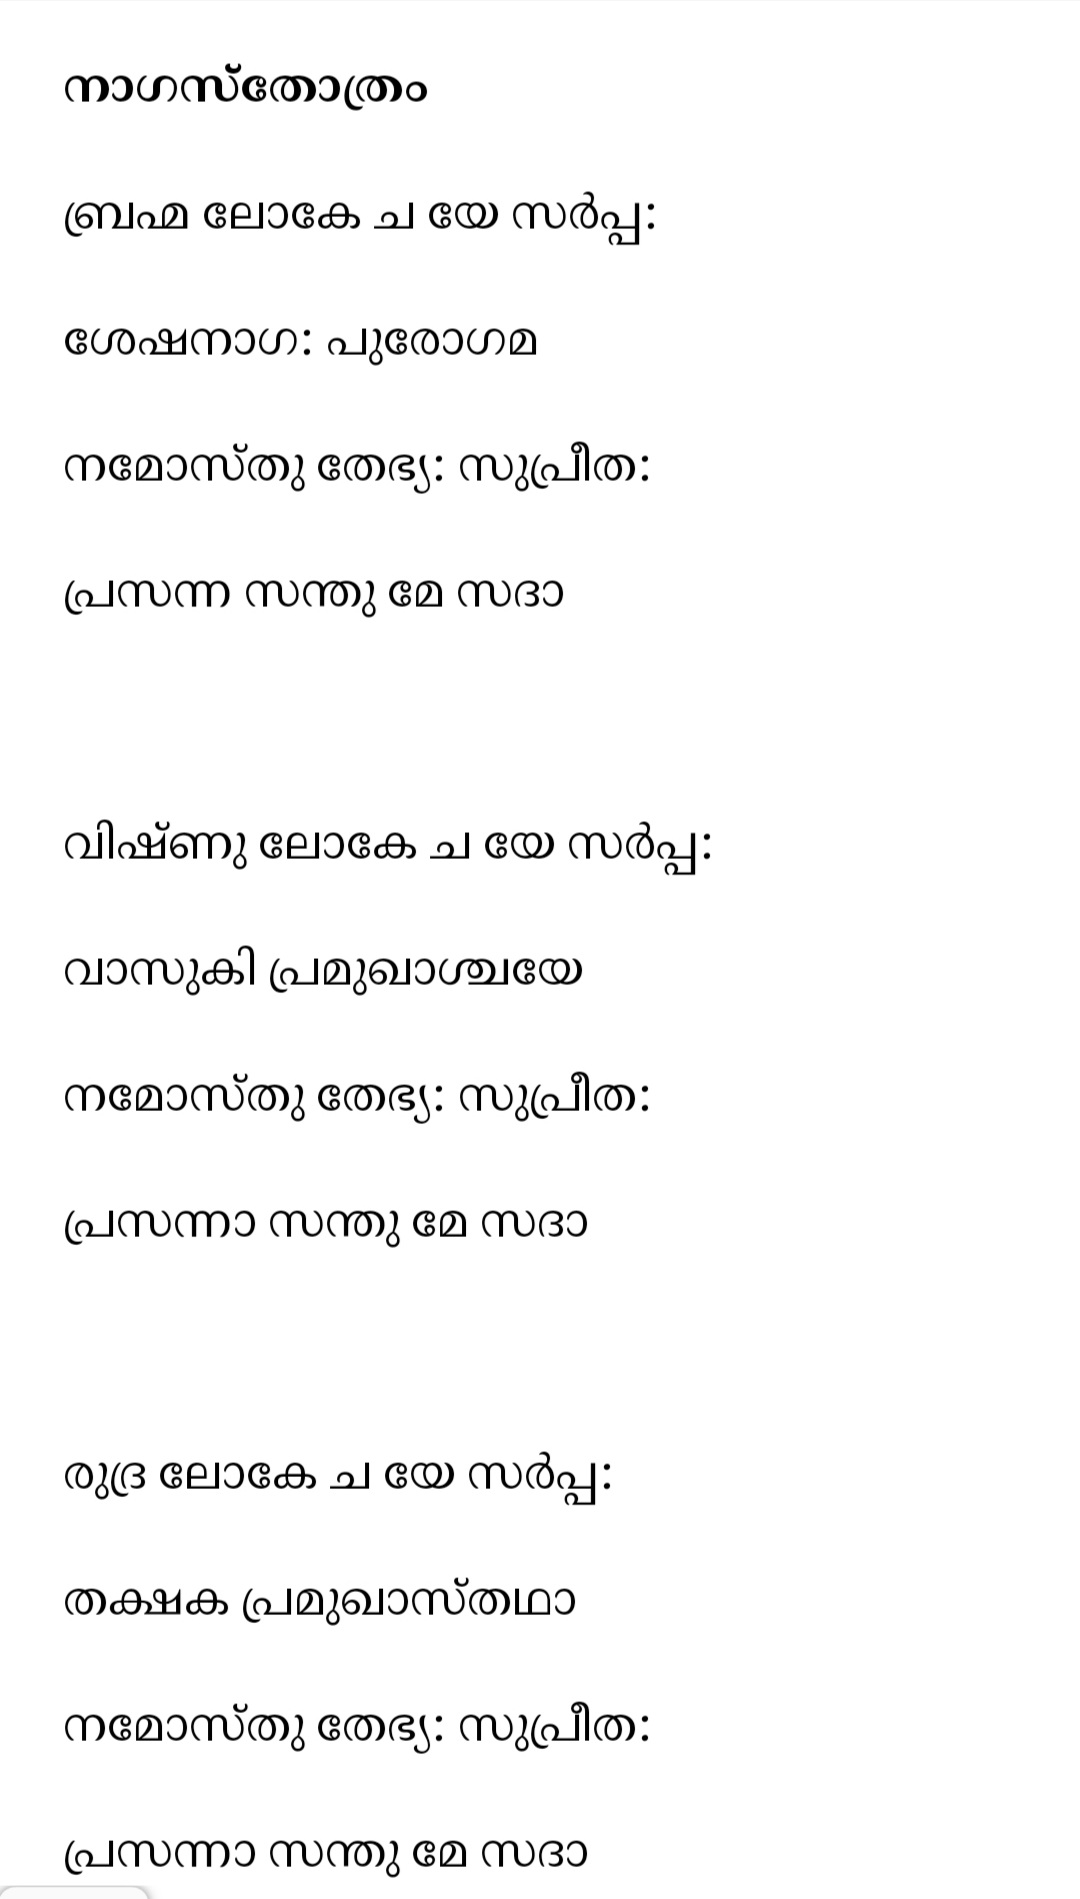 നാഗസ്തോത്രം
ബ്രഹ്മ ലോകേ ച യേ സർപ്പ:
ശേഷനാഗ: പുരോഗമ
നമോസ്തു തേഭ്യ: സുപ്രീത:
പ്രസന്ന സന്തു മേ സദാ
വിഷ്ണു ലോകേ ച യേ സർപ്പ:
വാസുകി പ്രമുഖാശ്ചയേ
നമോസ്തു തേഭ്യ: സുപ്രീത:
പ്രസന്നാ സന്തു മേ സദാ
രുദ്ര ലോകേ ച യേ സർപ്പ:
തക്ഷക പ്രമുഖാസ്തഥാ
നമോസ്തു തേഭ്യ: സുപ്രീത:
പ്രസന്നാ സന്തു മേ സദാ